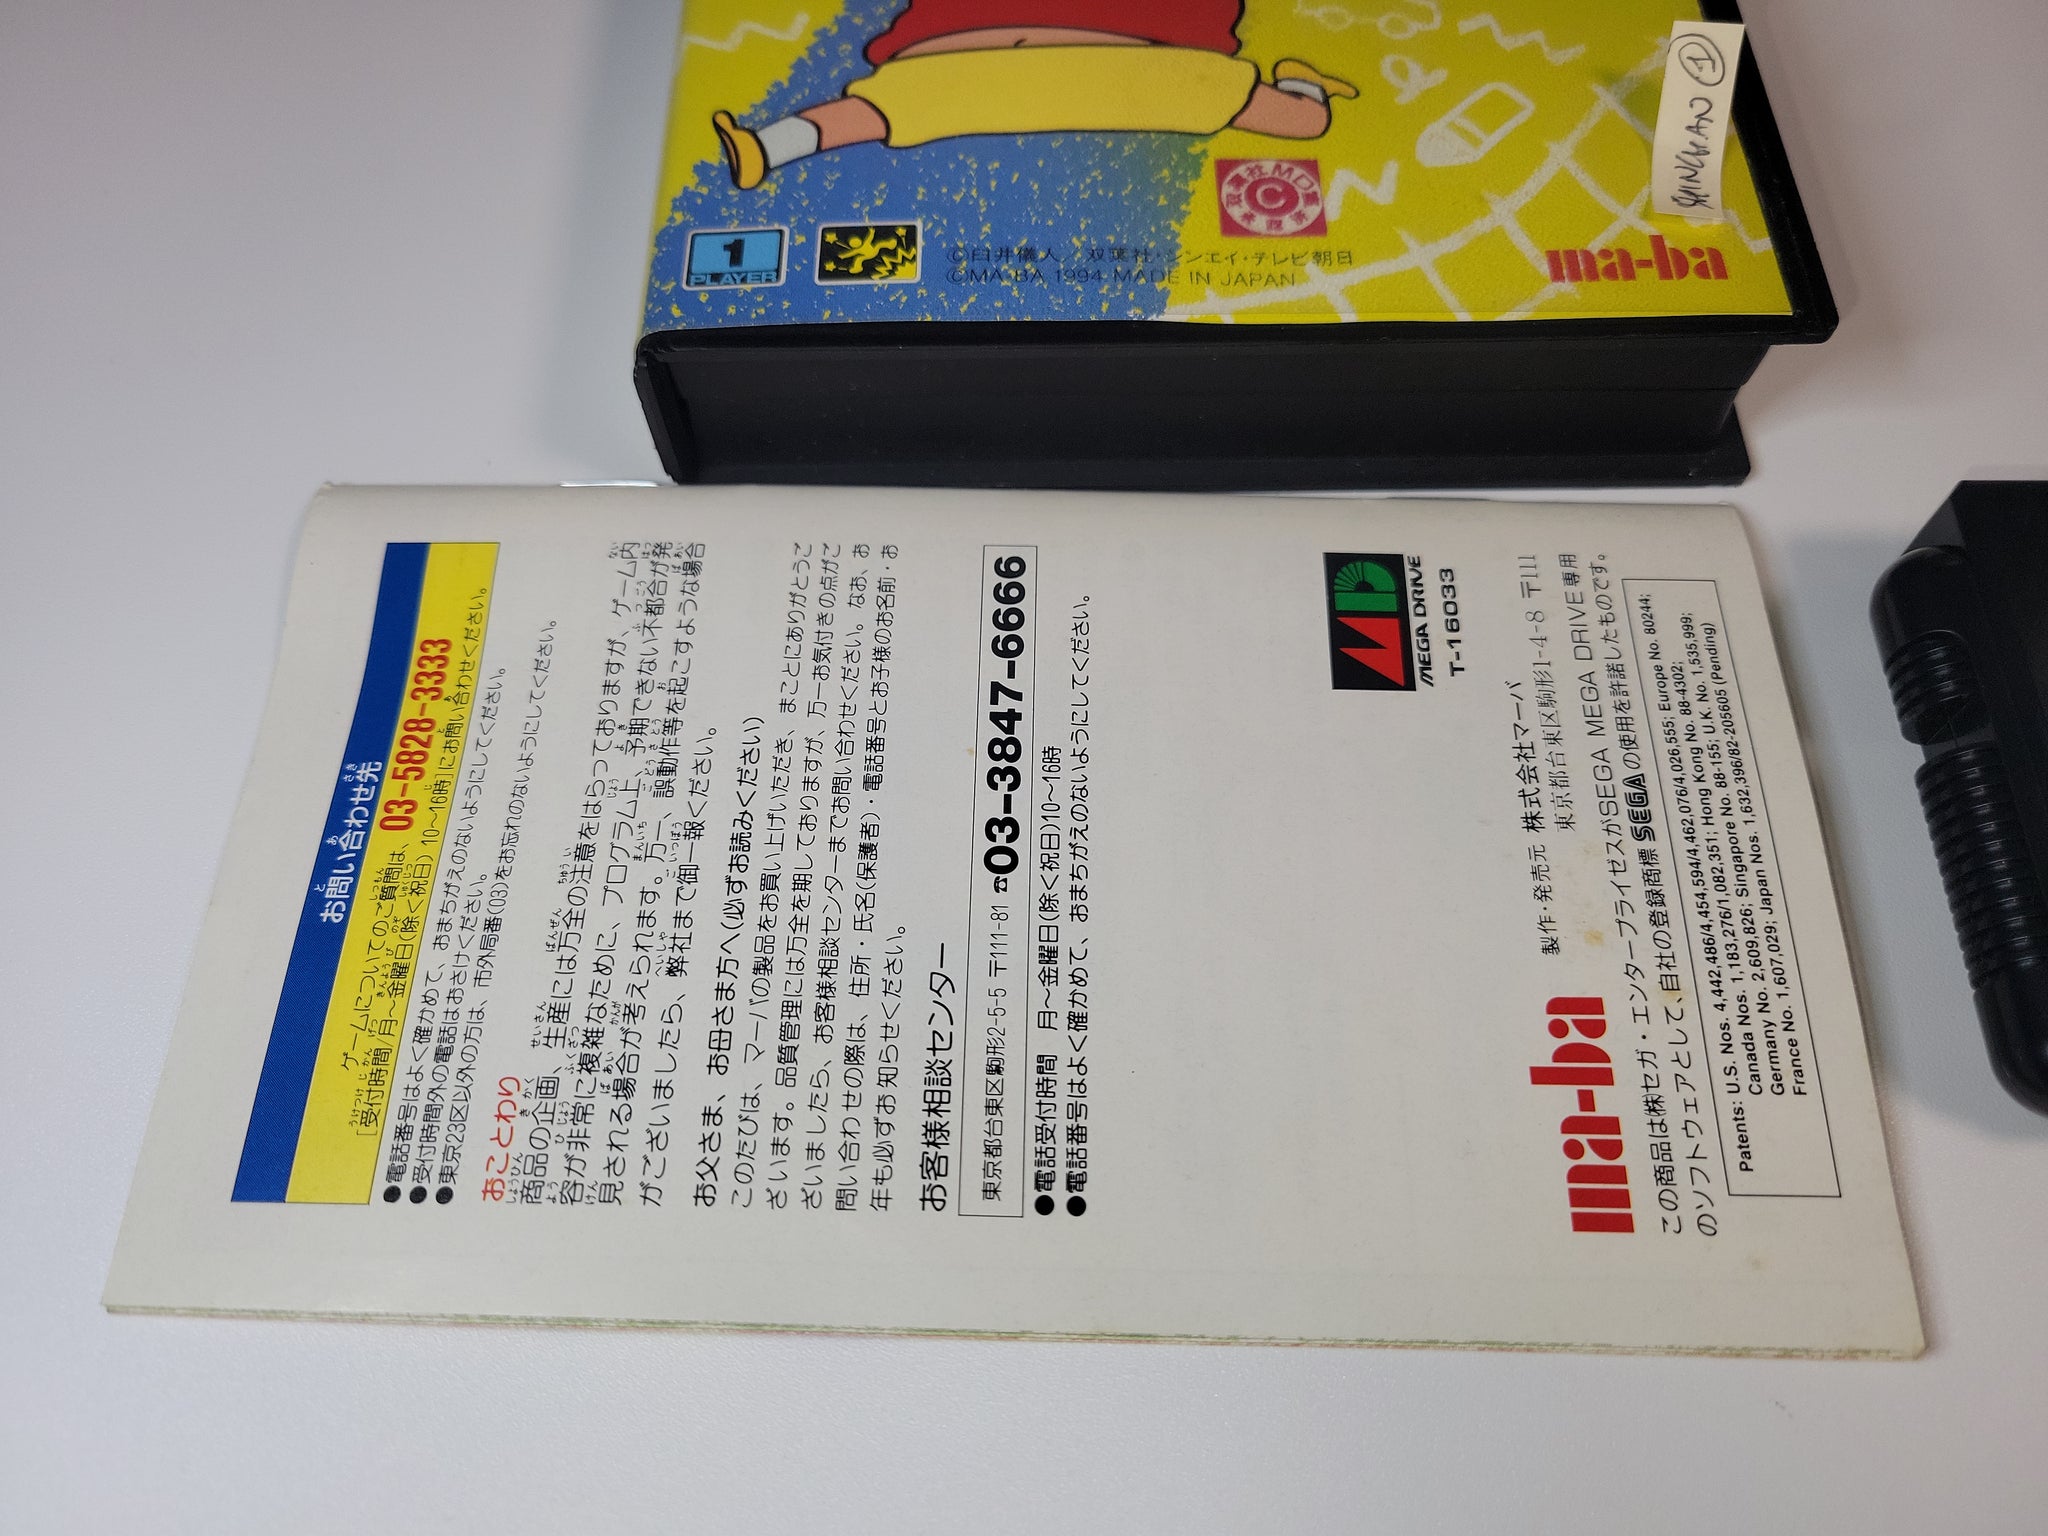 SHINCHAN 1
双葉社MD
C
1
PLAYER
©臼井儀人/双葉社・シンエイ・テレビ朝日
©MA-BA 1994 MADE IN JAPAN
ma-ba
お問い合わせ先
ゲームについてのご質問は、03-5828-3333
[受付時間/月～金曜日(除く祝日)10～16時]にお問い合わせください。
●電話番号はよく確かめて、おまちがえのないようにしてください。
●受付時間外の電話はおさけください。
●東京23区以外の方は、市外局番(03)をお忘れのないようにしてください。
おことわり
商品の企画、生産には万全の注意をはらっておりますが、ゲーム内
容が非常に複雑なために、プログラム上、予期できない不都合が発
見される場合が考えられます。万一、誤動作等を起こすような場合
がございましたら、弊社まで御一報ください。
お父さま、お母さま方へ(必ずお読みください)
このたびは、マーバの製品をお買い上げいただき、まことにありがとうご
ざいます。品質管理には万全を期しておりますが、万一お気付きの点がご
ざいましたら、お客様相談センターまでお問い合わせください。なお、お
問い合わせの際は、住所・氏名(保護者)・電話番号とお子様のお名前・お
年も必ずお知らせください。
お客様相談センター
東京都台東区駒形2-5-5 〒111-81 ☎03-3847-6666
●電話受付時間 月～金曜日(除く祝日)10～16時
●電話番号はよく確かめて、おまちがえのないようにしてください。
MD
MEGA DRIVE
T-16033
ma-ba
製作・発売元 株式会社マーバ
東京都台東区駒形1-4-8 〒111
この商品は(株)セガ・エンタープライゼスがSEGA MEGA DRIVE専用
のソフトウェアとして、自社の登録商標SEGAの使用を許諾したものです。
Patents: U.S. Nos. 4,442,486/4,454,594/4,462,076/4,026,555; Europe No. 80244;
Canada Nos. 1,183,276/1,082,351; Hong Kong No. 88-4302;
Germany No. 2,609,826; Singapore No. 88-155; U.K. No. 1,535,999;
France No. 1,607,029; Japan Nos. 1,632,396/82-205605 (Pending)